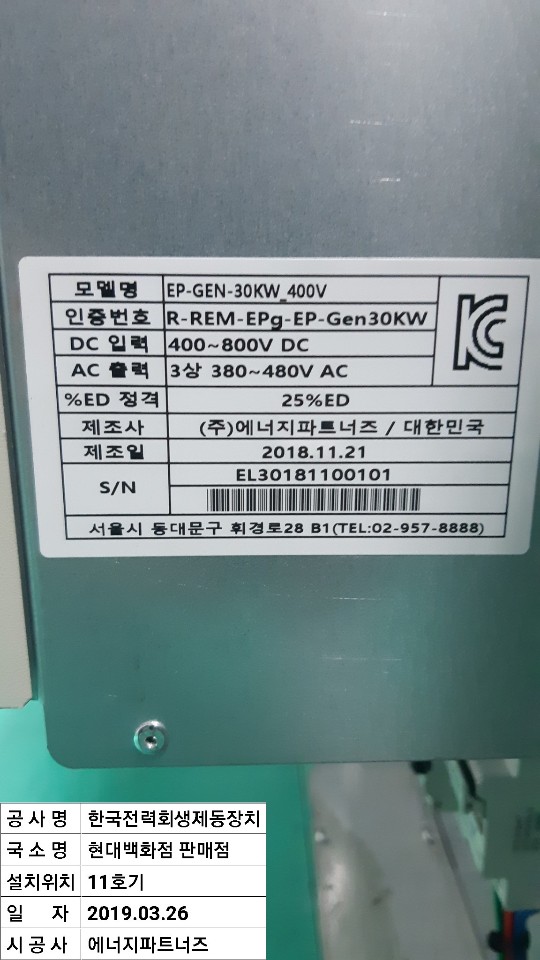 모델명 EP-GEN-30KW_400V
인증번호 R-REM-EPg-EP-Gen30KW
DC 입력 400~800V DC
AC 출력 3상 380~480V AC
%ED 정격 25%ED
제조사 (주)에너지파트너즈 / 대한민국
제조일 2018.11.21
S/N EL30181100101
서울시 동대문구 휘경로28 B1(TEL:02-957-8888)
공 사 명 한국전력회생제동장치
국 소 명 현대백화점 판매점
설치위치 11호기
일 자 2019.03.26
시 공 사 에너지파트너즈